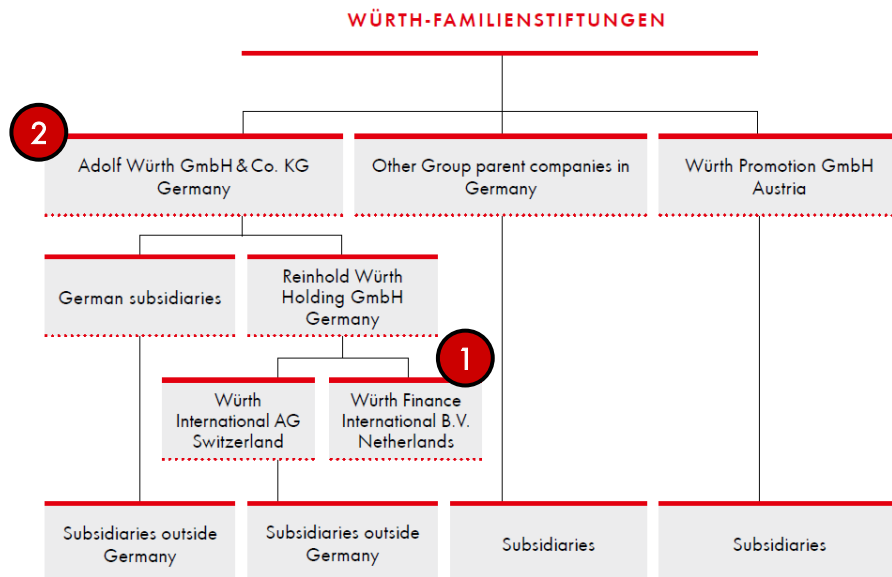 WÜRTH-FAMILIENSTIFTUNGEN
2
Adolf Würth GmbH & Co. KG
Germany
Other Group parent companies in
Germany
Würth Promotion GmbH
Austria
German subsidiaries
Reinhold Würth
Holding GmbH
Germany
1
Würth
International AG
Switzerland
Würth Finance
International B.V.
Netherlands
Subsidiaries outside
Germany
Subsidiaries outside
Germany
Subsidiaries
Subsidiaries